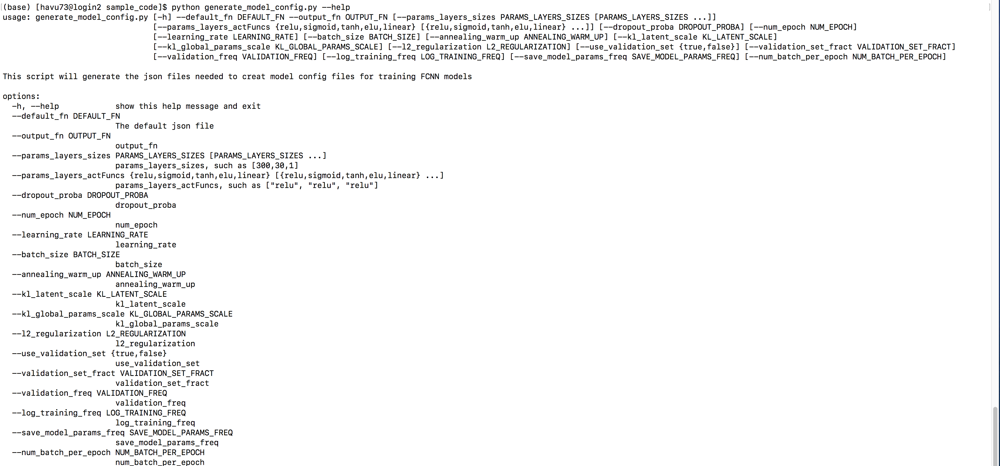 (base) [havu73@login2 sample_code]$ python generate_model_config.py --help
usage: generate_model_config.py [-h] --default_fn DEFAULT_FN --output_fn OUTPUT_FN [--params_layers_sizes PARAMS_LAYERS_SIZES [PARAMS_LAYERS_SIZES ...]]
[--params_layers_actFuncs {relu,sigmoid,tanh,elu,linear} [{relu,sigmoid,tanh,elu,linear} ...]] [--dropout_proba DROPOUT_PROBA] [--num_epoch NUM_EPOCH]
[--learning_rate LEARNING_RATE] [--batch_size BATCH_SIZE] [--annealing_warm_up ANNEALING_WARM_UP] [--kl_latent_scale KL_LATENT_SCALE]
[--kl_global_params_scale KL_GLOBAL_PARAMS_SCALE] [--l2_regularization L2_REGULARIZATION] [--use_validation_set {true,false}] [--validation_set_fract VALIDATION_SET_FRACT]
[--validation_freq VALIDATION_FREQ] [--log_training_freq LOG_TRAINING_FREQ] [--save_model_params_freq SAVE_MODEL_PARAMS_FREQ] [--num_batch_per_epoch NUM_BATCH_PER_EPOCH]
This script will generate the json files needed to creat model config files for training FCNN models
options:
-h, --help show this help message and exit
--default_fn DEFAULT_FN
The default json file
--output_fn OUTPUT_FN
output_fn
--params_layers_sizes PARAMS_LAYERS_SIZES [PARAMS_LAYERS_SIZES ...]
params_layers_sizes, such as [300,30,1]
--params_layers_actFuncs {relu,sigmoid,tanh,elu,linear} [{relu,sigmoid,tanh,elu,linear} ...]
params_layers_actFuncs, such as ["relu", "relu", "relu"]
--dropout_proba DROPOUT_PROBA
dropout_proba
--num_epoch NUM_EPOCH
num_epoch
--learning_rate LEARNING_RATE
learning_rate
--batch_size BATCH_SIZE
batch_size
--annealing_warm_up ANNEALING_WARM_UP
annealing_warm_up
--kl_latent_scale KL_LATENT_SCALE
kl_latent_scale
--kl_global_params_scale KL_GLOBAL_PARAMS_SCALE
kl_global_params_scale
--l2_regularization L2_REGULARIZATION
l2_regularization
--use_validation_set {true,false}
use_validation_set
--validation_set_fract VALIDATION_SET_FRACT
validation_set_fract
--validation_freq VALIDATION_FREQ
validation_freq
--log_training_freq LOG_TRAINING_FREQ
log_training_freq
--save_model_params_freq SAVE_MODEL_PARAMS_FREQ
save_model_params_freq
--num_batch_per_epoch NUM_BATCH_PER_EPOCH
num_batch_per_epoch